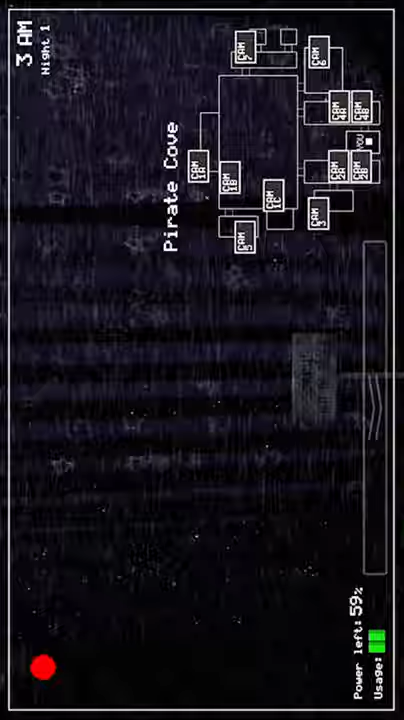 3 AM
Night 1
Pirate Cove
CAM 1A
CAM 1B
CAM 5
CAM 1C
CAM 3
CAM 2A
CAM 2B
YOU
CAM 4A
CAM 4B
CAM 6
CAM 7
Power left: 59%
Usage: